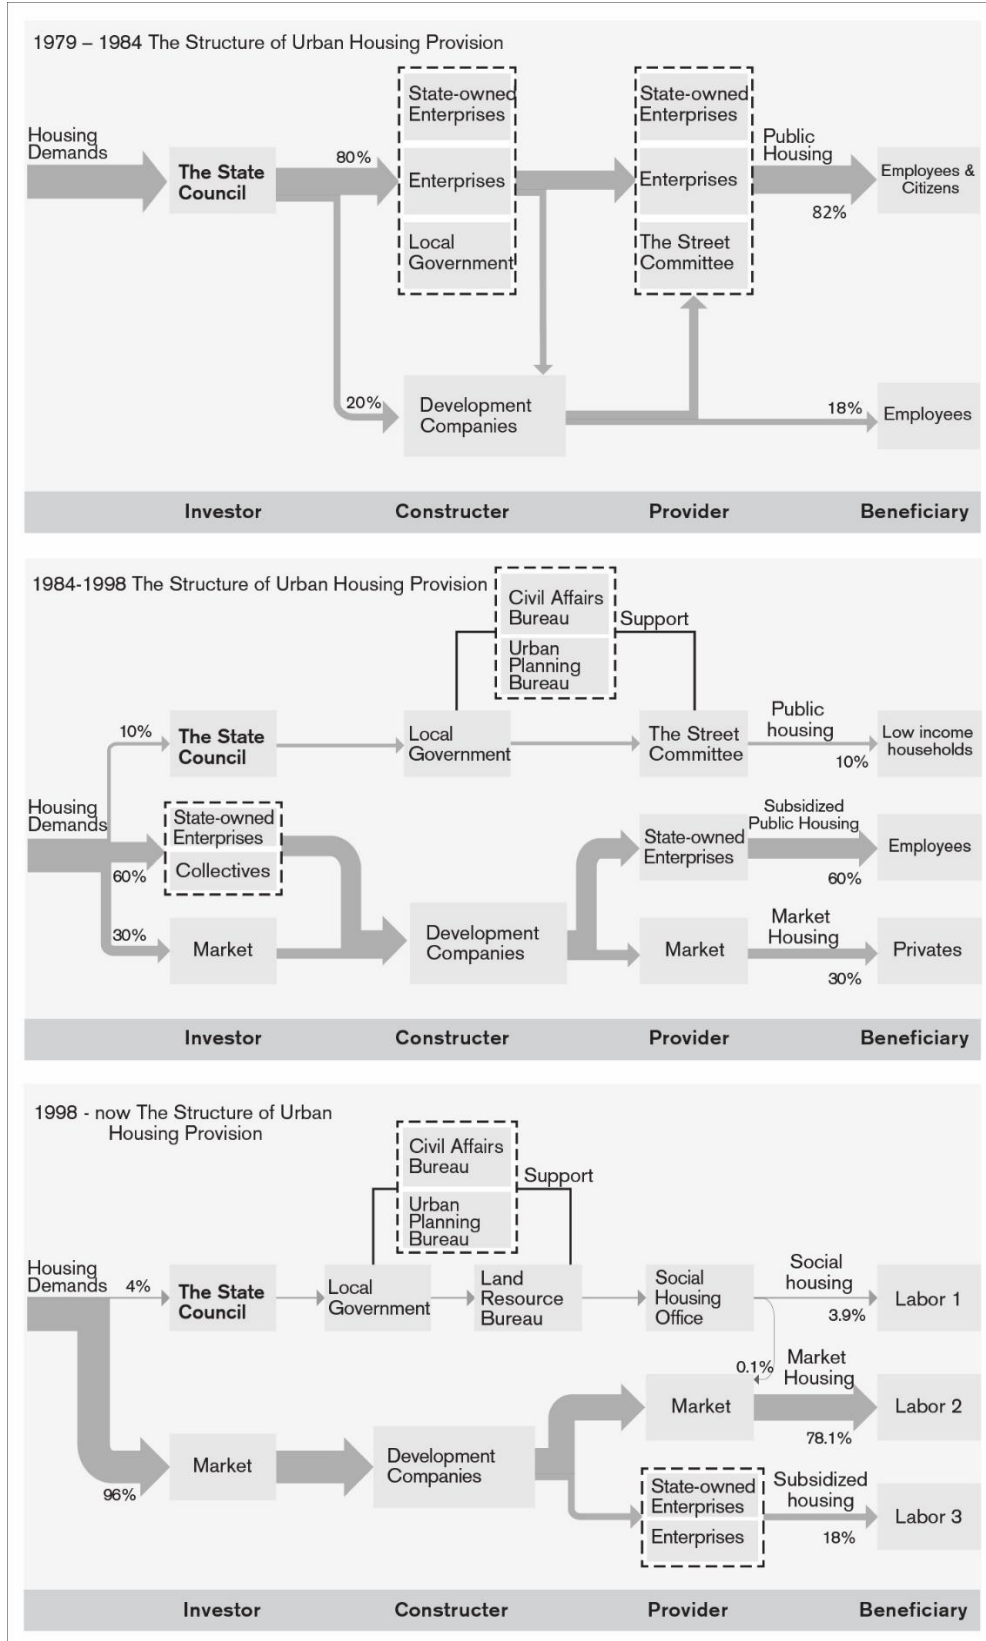 1979 – 1984 The Structure of Urban Housing Provision
Housing
Demands
The State
Council
80%
20%
State-owned
Enterprises
Enterprises
Local
Government
Development
Companies
State-owned
Enterprises
Enterprises
The Street
Committee
Public
Housing
82%
18%
Employees &
Citizens
Employees
Investor
Constructer
Provider
Beneficiary
1984-1998 The Structure of Urban Housing Provision
Civil Affairs
Bureau
Urban
Planning
Bureau
Support
10%
The State
Council
Local
Government
The Street
Committee
Public
housing
10%
Low income
households
Housing
Demands
60%
State-owned
Enterprises
Collectives
State-owned
Enterprises
Subsidized
Public Housing
60%
Employees
30%
Market
Development
Companies
Market
Market
Housing
30%
Privates
Investor
Constructer
Provider
Beneficiary
1998 - now The Structure of Urban
Housing Provision
Civil Affairs
Bureau
Urban
Planning
Bureau
Support
Housing
Demands
4%
The State
Council
Local
Government
Land
Resource
Bureau
Social
Housing
Office
Social
housing
3.9%
Labor 1
0.1%
96%
Market
Development
Companies
Market
Market
Housing
78.1%
Labor 2
State-owned
Enterprises
Enterprises
Subsidized
housing
18%
Labor 3
Investor
Constructer
Provider
Beneficiary